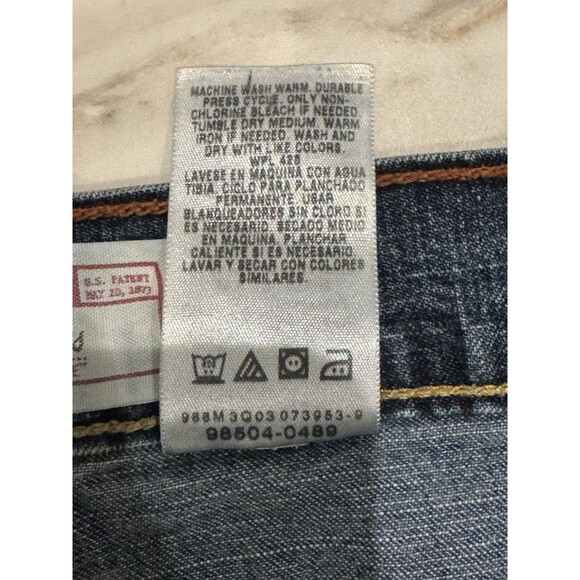 MACHINE WASH WARM, DURABLE
PRESS CYCLE. ONLY NON-
CHLORINE BLEACH IF NEEDED.
TUMBLE DRY MEDIUM. WARM
IRON IF NEEDED. WASH AND
DRY WITH LIKE COLORS.
WPL 423
LAVESE EN MAQUINA CON AGUA
TIBIA. CICLO PARA PLANCHADO
PERMANENTE. USAR
BLANQUEADORES SIN CLORO SI
ES NECESARIO. SECADO MEDIO
EN MAQUINA. PLANCHAR
CALIENTE SI ES NECESARIO.
LAVAR Y SECAR CON COLORES
SIMILARES.
U.S. PATENT
MAY 20, 1873
988M3Q03073953-9
98504-0489